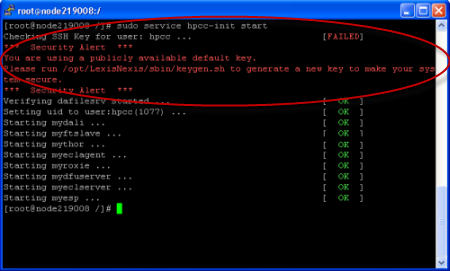 root@node219008:/
[root@node219008 /]# sudo service hpcc-init start
Checking SSH Key for user: hpcc ... [FAILED]
*** Security Alert ***
You are using a publicly available default key.
Please run /opt/LexisNexis/sbin/keygen.sh to generate a new key to make your sys
tem secure.
*** Security Alert ***
Verifying dafilesrv started ... [ OK ]
Setting uid to user:hpcc(1077) ... [ OK ]
Starting mydali ... [ OK ]
Starting myftslave ... [ OK ]
Starting mythor ... [ OK ]
Starting myeclagent ... [ OK ]
Starting myroxie ... [ OK ]
Starting mydfuserver ... [ OK ]
Starting myeclserver ... [ OK ]
Starting myesp ... [ OK ]
[root@node219008 /]#